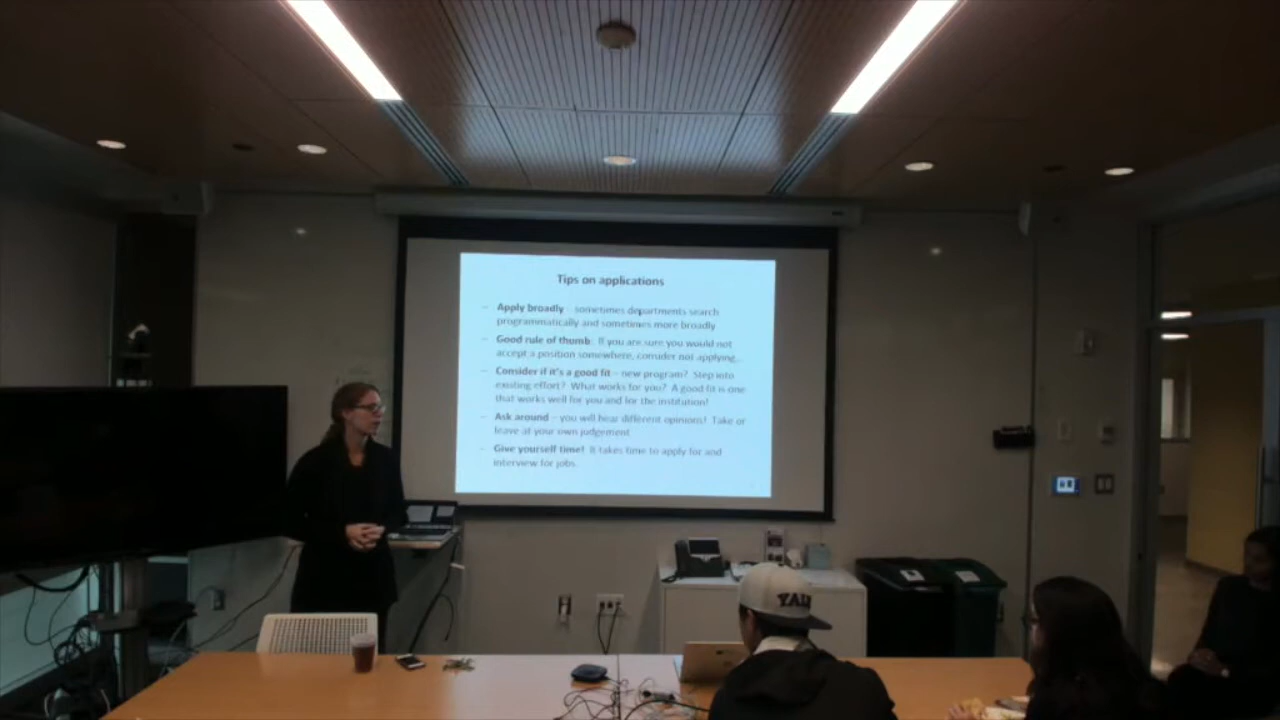 Tips on applications
– Apply broadly – sometimes departments search
programmatically and sometimes more broadly
– Good rule of thumb: If you are sure you would not
accept a position somewhere, consider not applying...
– Consider if it's a good fit – new program? Step into
existing effort? What works for you? A good fit is one
that works well for you and for the institution!
– Ask around – you will hear different opinions! Take or
leave at your own judgement
– Give yourself time! It takes time to apply for and
interview for jobs.
YALE